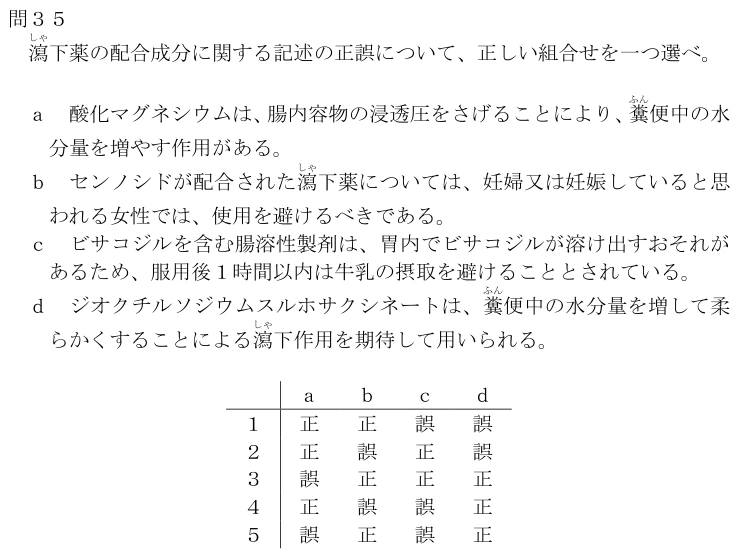 問３５
瀉下薬の配合成分に関する記述の正誤について、正しい組合せを一つ選べ。
a　酸化マグネシウムは、腸内容物の浸透圧をさげることにより、糞便中の水
分量を増やす作用がある。
b　センノシドが配合された瀉下薬については、妊婦又は妊娠していると思
われる女性では、使用を避けるべきである。
c　ビサコジルを含む腸溶性製剤は、胃内でビサコジルが溶け出すおそれが
あるため、服用後１時間以内は牛乳の摂取を避けることとされている。
d　ジオクチルソジウムスルホサクシネートは、糞便中の水分量を増して柔
らかくすることによる瀉下作用を期待して用いられる。
a b c d
1 正 正 誤 誤
2 正 誤 正 誤
3 誤 正 正 正
4 正 誤 誤 正
5 誤 正 誤 正